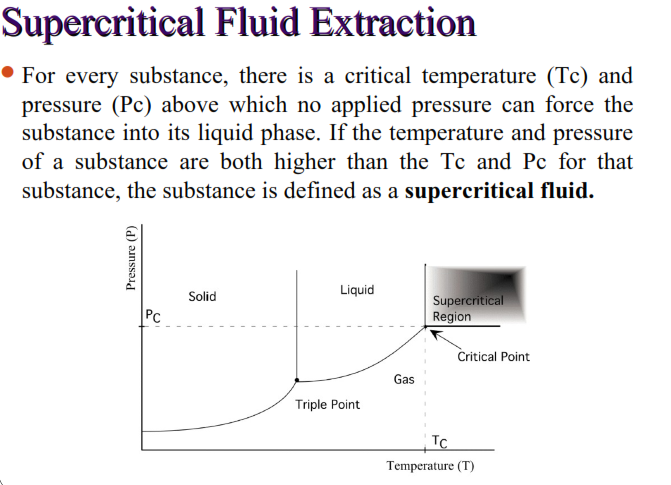 Supercritical Fluid Extraction
For every substance, there is a critical temperature (Tc) and
pressure (Pc) above which no applied pressure can force the
substance into its liquid phase. If the temperature and pressure
of a substance are both higher than the Tc and Pc for that
substance, the substance is defined as a supercritical fluid.
Pressure (P)
Solid
Liquid
Supercritical
Region
PC
Critical Point
Gas
Triple Point
TC
Temperature (T)